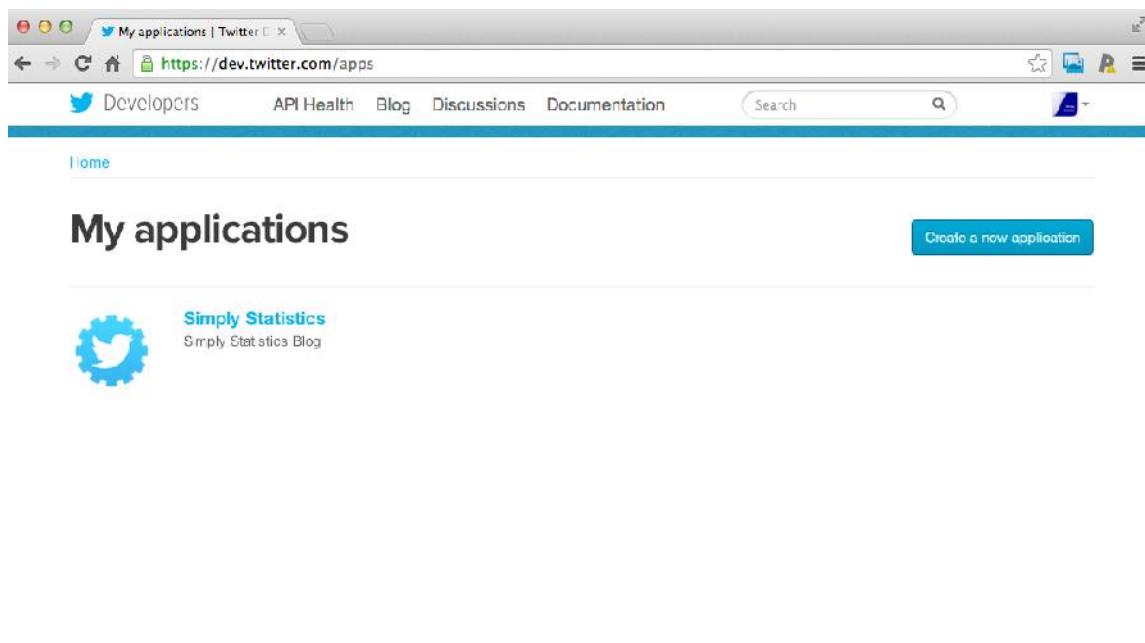 My applications | Twitter D
https://dev.twitter.com/apps
Developers API Health Blog Discussions Documentation Search
Home
My applications
Create a new application
Simply Statistics
Simply Statistics Blog